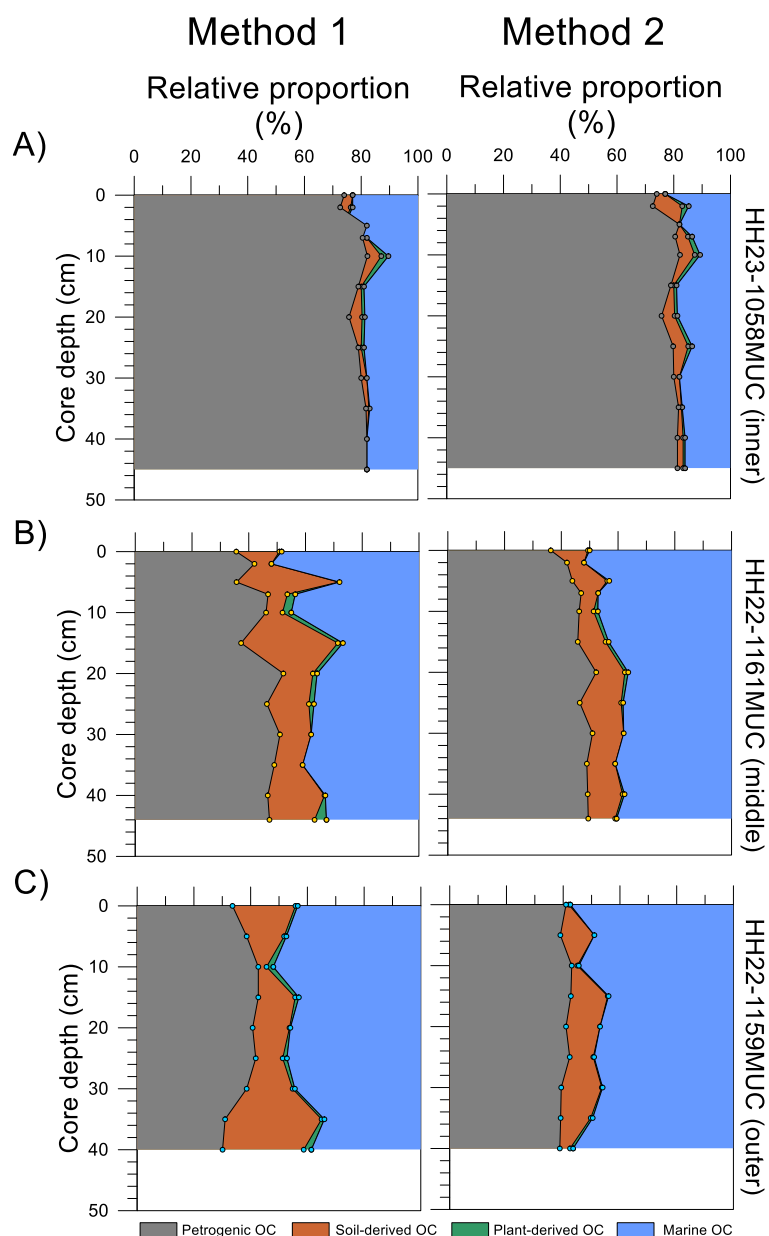 Method 1
Method 2
Relative proportion
(%)
Relative proportion
(%)
A)
0 20 40 60 80 100
0 20 40 60 80 100
0
10
20
30
40
50
Core depth (cm)
HH23-1058MUC (inner)
B)
0
10
20
30
40
50
Core depth (cm)
HH22-1161MUC (middle)
C)
0
10
20
30
40
50
Core depth (cm)
HH22-1159MUC (outer)
Petrogenic OC Soil-derived OC Plant-derived OC Marine OC